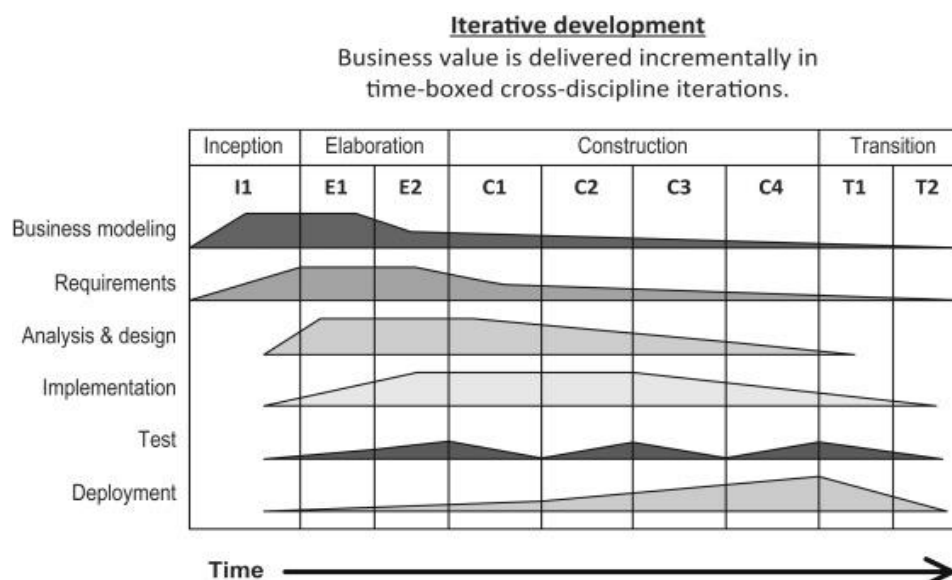 Iterative development
Business value is delivered incrementally in
time-boxed cross-discipline iterations.
Inception Elaboration Construction Transition
I1 E1 E2 C1 C2 C3 C4 T1 T2
Business modeling
Requirements
Analysis & design
Implementation
Test
Deployment
Time